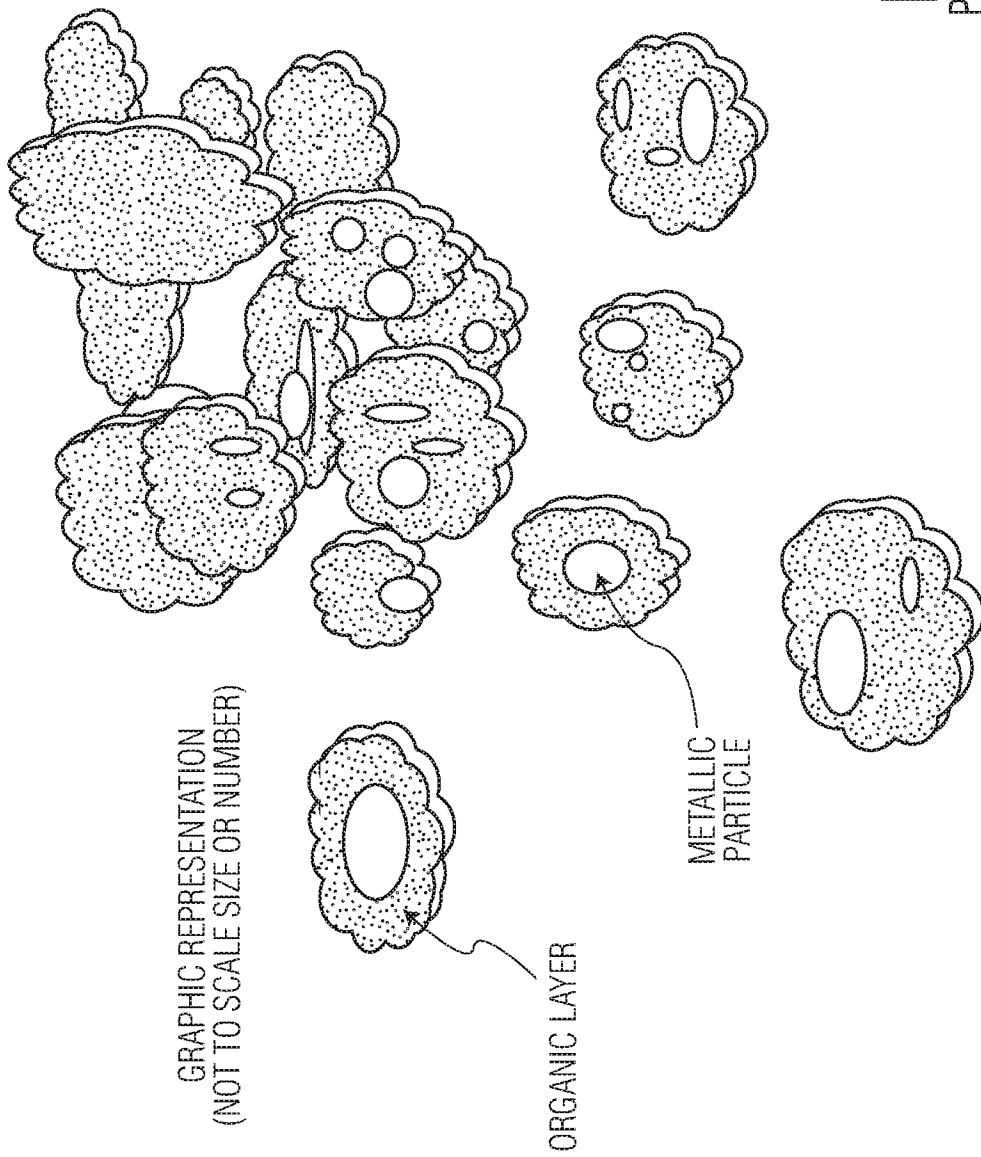 GRAPHIC REPRESENTATION
(NOT TO SCALE SIZE OR NUMBER)
ORGANIC LAYER
METALLIC
PARTICLE